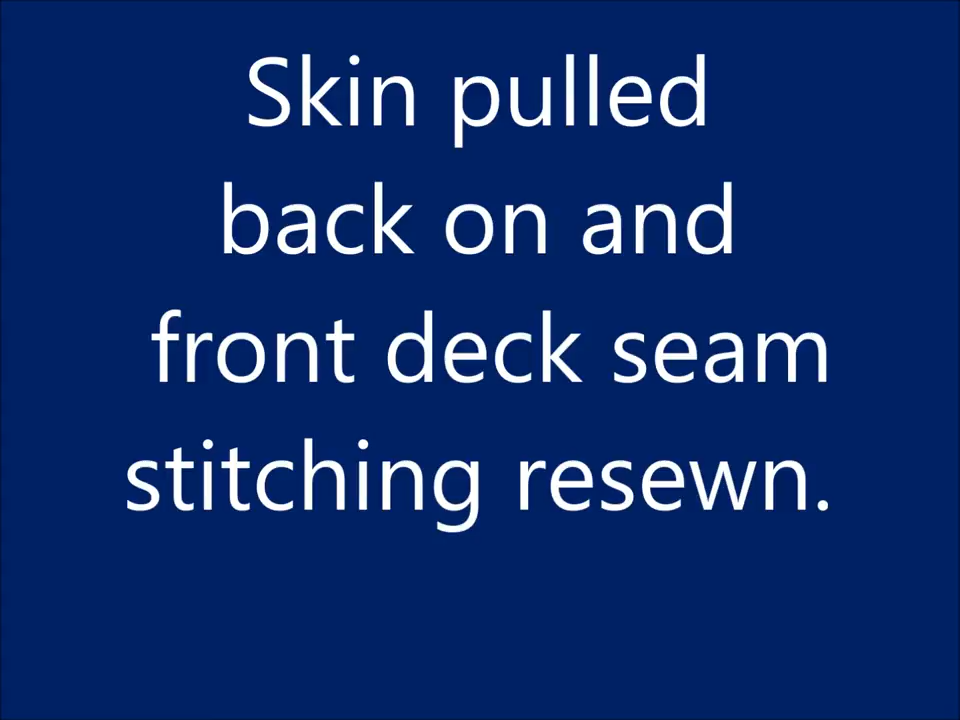 Skin pulled
back on and
front deck seam
stitching resewn.